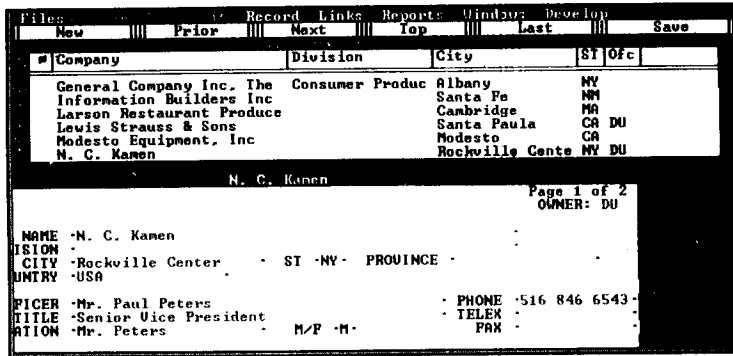 Files Record Links Reports Windows Develop
New Prior Next Top Last Save
# Company Division City ST Ofc
General Company Inc, The Consumer Produc Albany NY
Information Builders Inc Santa Fe NM
Larson Restaurant Produce Cambridge MA
Lewis Strauss & Sons Santa Paula CA DU
Modesto Equipment, Inc Modesto CA
N. C. Kamen Rockville Cente NY DU
N. C. Kamen
Page 1 of 2
OWNER: DU
NAME -N. C. Kamen
ISION -
CITY -Rockville Center - ST -NY- PROVINCE -
UNTRY -USA
FICER -Mr. Paul Peters - PHONE -516 846 6543-
TITLE -Senior Vice President - TELEX -
ATION -Mr. Peters - M/F -M- FAX -